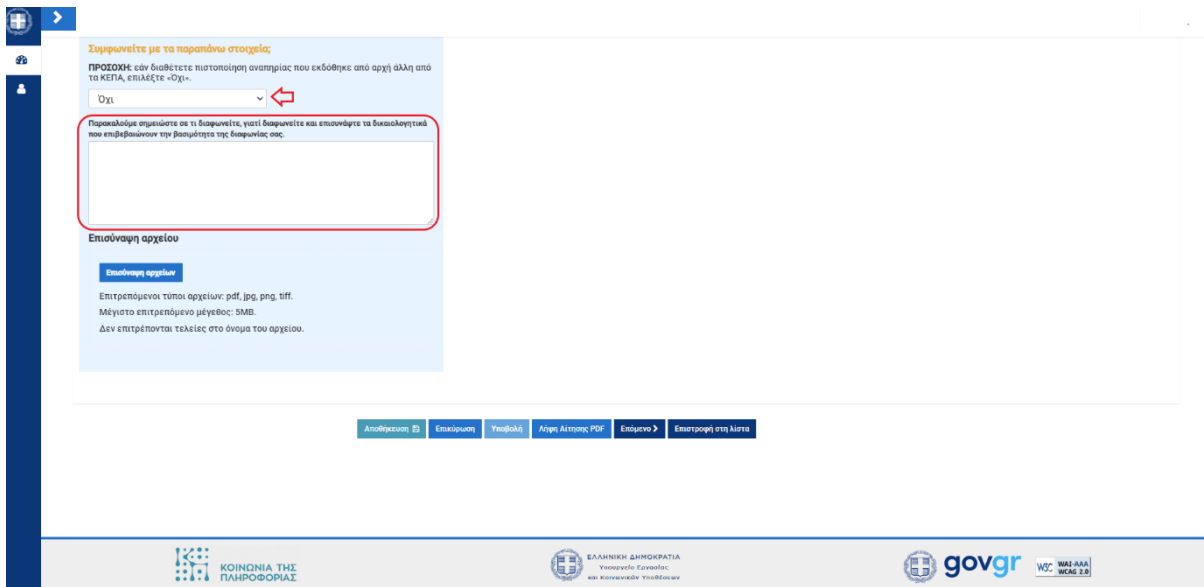 Συμφωνείτε με τα παραπάνω στοιχεία;
ΠΡΟΣΟΧΗ: εάν διαθέτετε πιστοποίηση αναπηρίας που εκδόθηκε από αρχή άλλη από
τα ΚΕΠΑ, επιλέξτε «Όχι».
Όχι
Παρακαλούμε σημειώστε σε τι διαφωνείτε, γιατί διαφωνείτε και επισυνάψτε τα δικαιολογητικά
που επιβεβαιώνουν την βασιμότητα της διαφωνίας σας.
Επισύναψη αρχείου
Επισύναψη αρχείων
Επιτρεπόμενοι τύποι αρχείων: pdf, jpg, png, tiff.
Μέγιστο επιτρεπόμενο μέγεθος: 5MB.
Δεν επιτρέπονται τελείες στο όνομα του αρχείου.
Αποθήκευση Επικύρωση Υποβολή Λήψη Αίτησης PDF Επόμενο Επιστροφή στη λίστα
ΚΟΙΝΩΝΙΑ ΤΗΣ
ΠΛΗΡΟΦΟΡΙΑΣ
ΕΛΛΗΝΙΚΗ ΔΗΜΟΚΡΑΤΙΑ
Υπουργείο Εργασίας
και Κοινωνικών Υποθέσεων
govgr
W3C WAI-AAA
WCAG 2.0